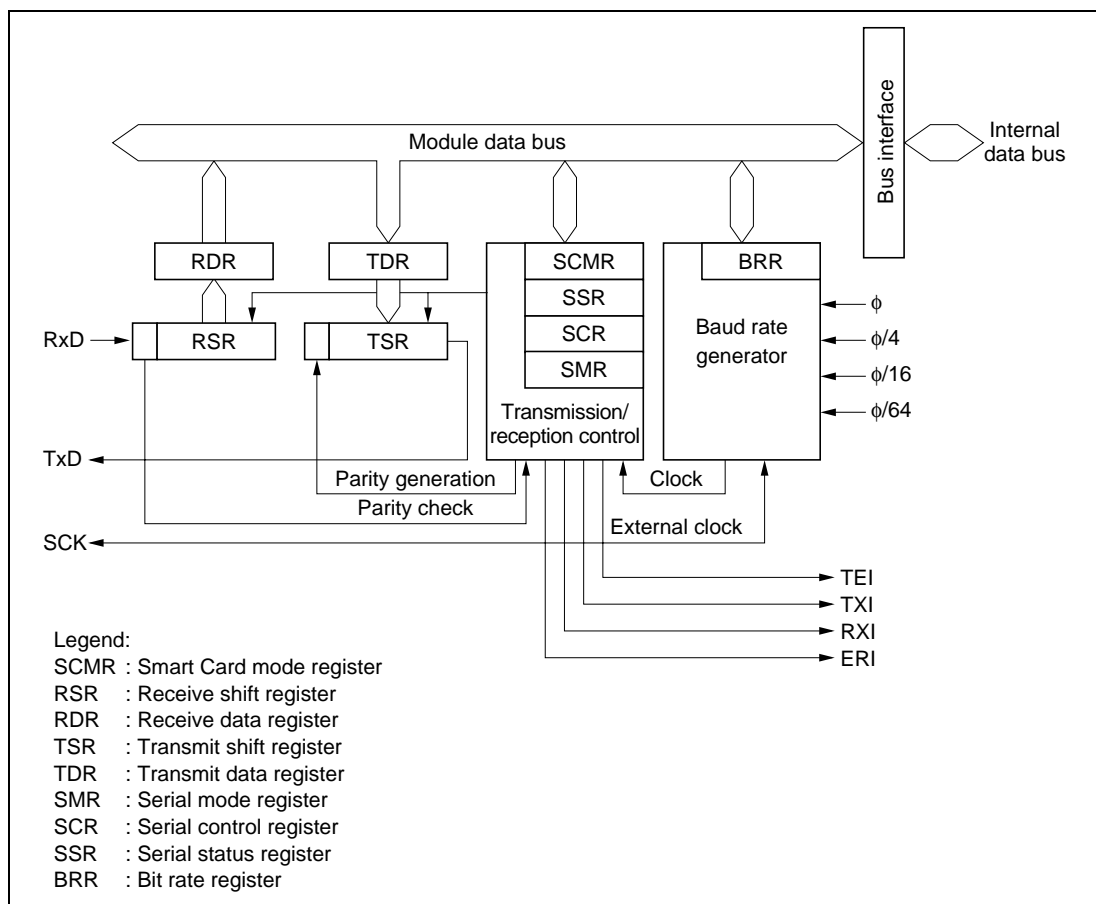 Bus interface
Module data bus
Internal
data bus
RDR
TDR
SCMR
BRR
SSR
SCR
SMR
RxD
RSR
TSR
Baud rate
generator
ϕ
ϕ/4
ϕ/16
ϕ/64
Transmission/
reception control
TxD
Parity generation
Clock
Parity check
External clock
SCK
TEI
TXI
RXI
ERI
Legend:
SCMR : Smart Card mode register
RSR : Receive shift register
RDR : Receive data register
TSR : Transmit shift register
TDR : Transmit data register
SMR : Serial mode register
SCR : Serial control register
SSR : Serial status register
BRR : Bit rate register